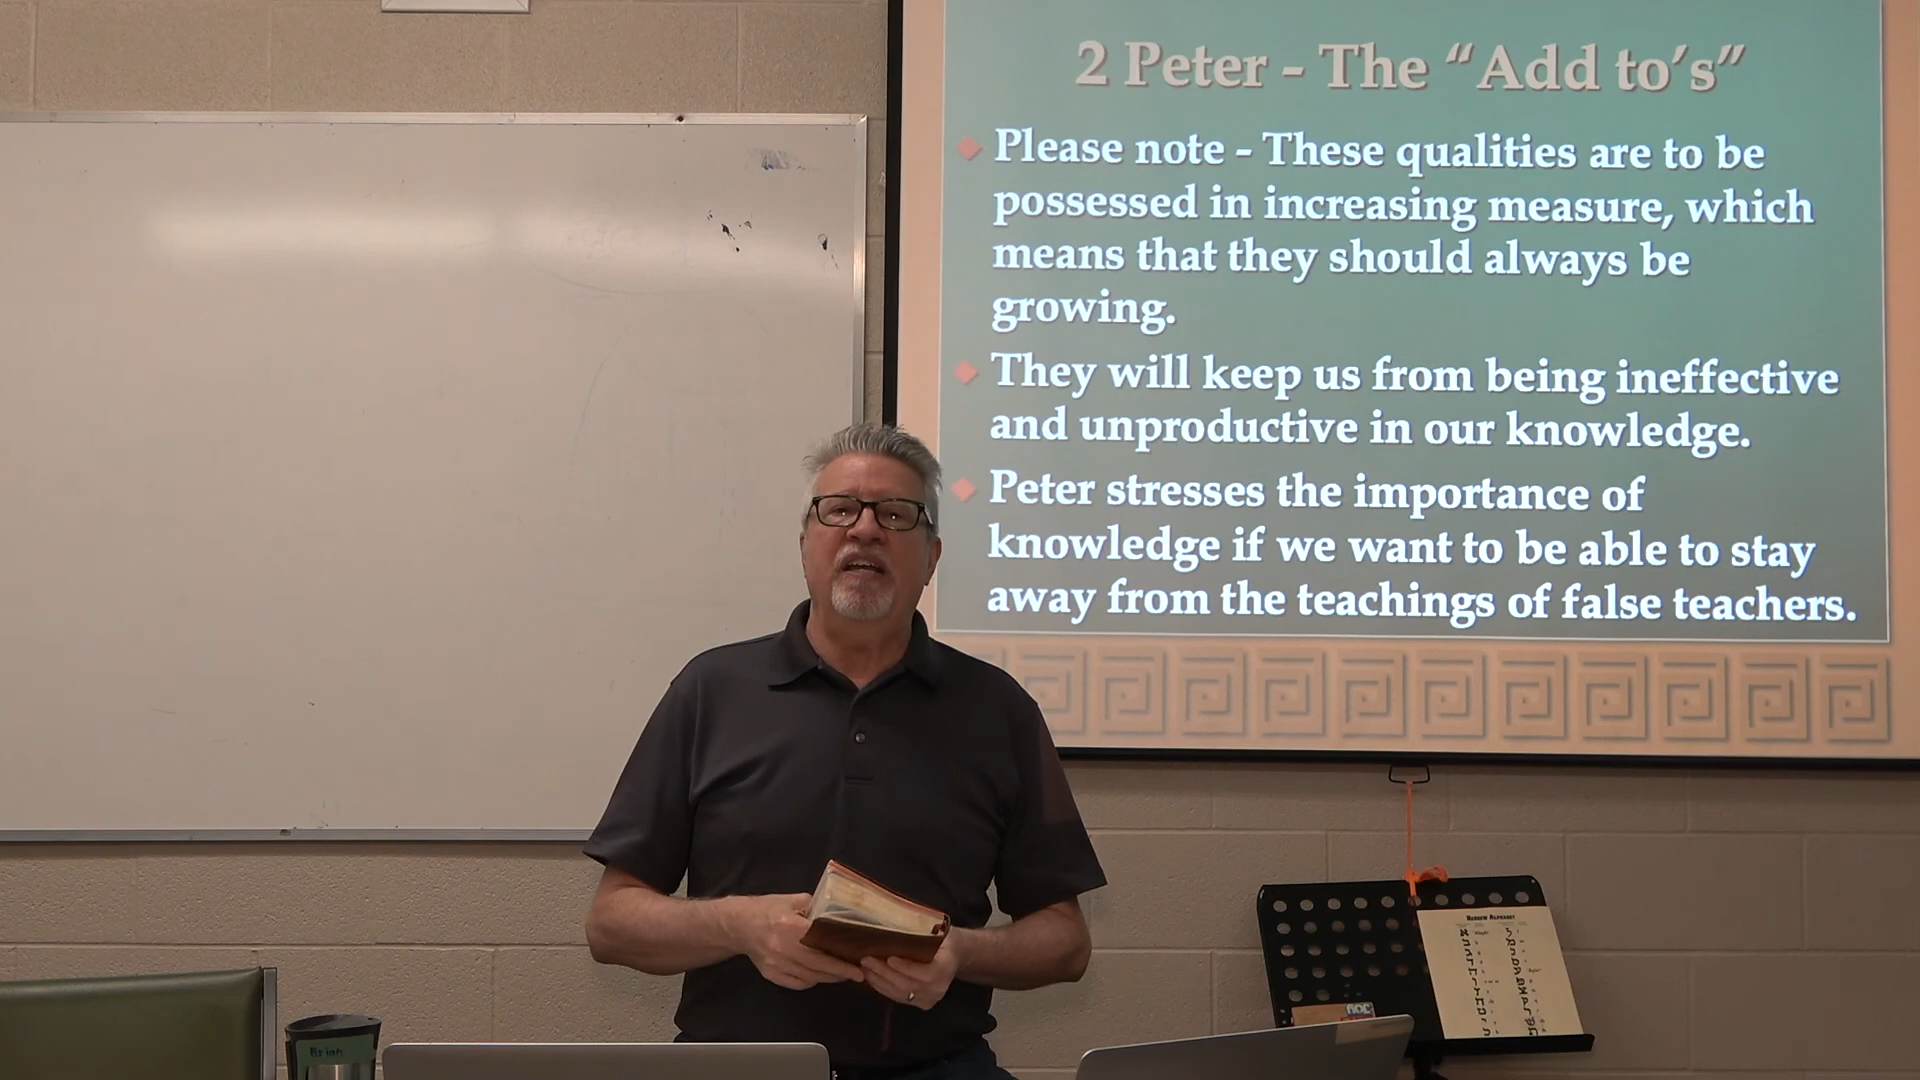 2 Peter - The “Add to’s”
Please note - These qualities are to be
possessed in increasing measure, which
means that they should always be
growing.
They will keep us from being ineffective
and unproductive in our knowledge.
Peter stresses the importance of
knowledge if we want to be able to stay
away from the teachings of false teachers.
Hebrew Alphabet
Brian